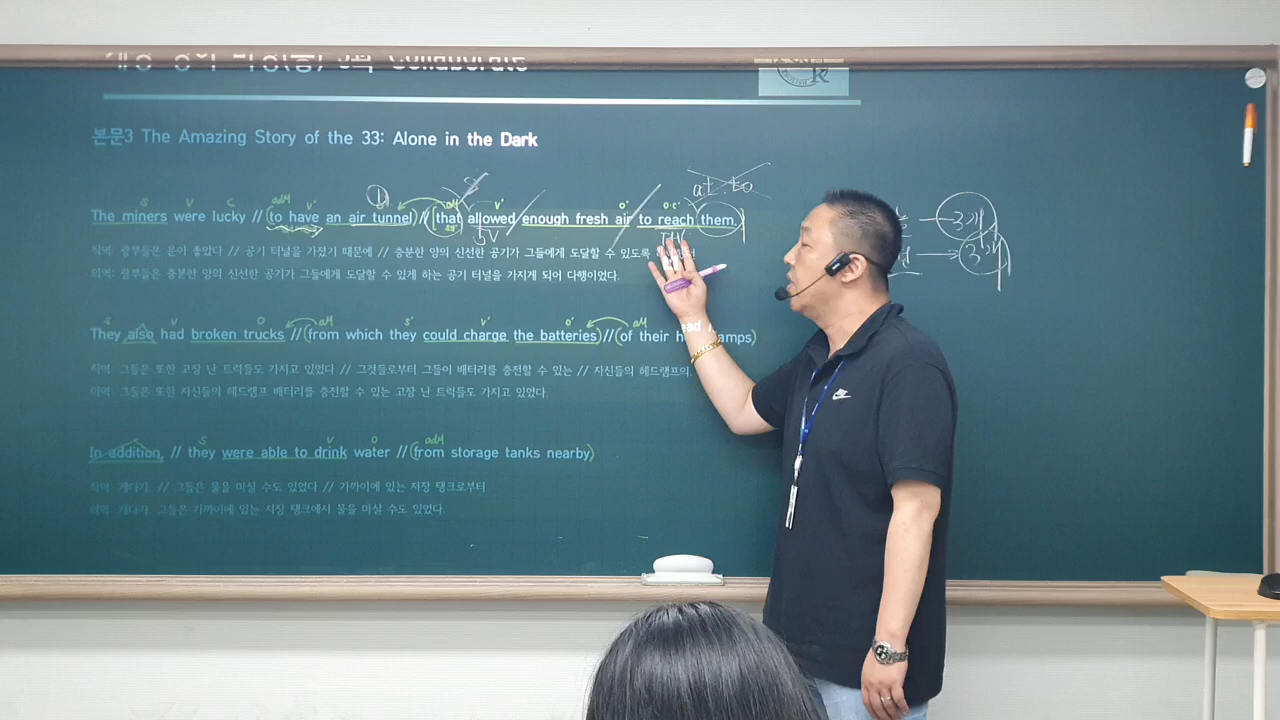 Collaborate
본문3 The Amazing Story of the 33: Alone in the Dark
S V C adM V' ① S V' O' O·C' at. to
The miners were lucky // (to have an air tunnel) // (that allowed enough fresh air to reach them.)
5V
직역: 광부들은 운이 좋았다 // 공기 터널을 가졌기 때문에 // 충분한 양의 신선한 공기가 그들에게 도달할 수 있도록
의역: 광부들은 충분한 양의 신선한 공기가 그들에게 도달할 수 있게 하는 공기 터널을 가지게 되어 다행이었다.
3개
3개
S V O adM S' V' O' aM
They also had broken trucks // (from which they could charge the batteries) // (of their head lamps)
직역: 그들은 또한 고장 난 트럭들도 가지고 있었다 // 그것들로부터 그들이 배터리를 충전할 수 있는 // 자신들의 헤드램프의.
의역: 그들은 또한 자신들의 헤드램프 배터리를 충전할 수 있는 고장 난 트럭들도 가지고 있었다.
S V O adM
In addition, // they were able to drink water // (from storage tanks nearby)
직역: 게다가. // 그들은 물을 마실 수도 있었다 // 가까이에 있는 저장 탱크로부터
의역: 게다가, 그들은 가까이에 있는 저장 탱크에서 물을 마실 수도 있었다.